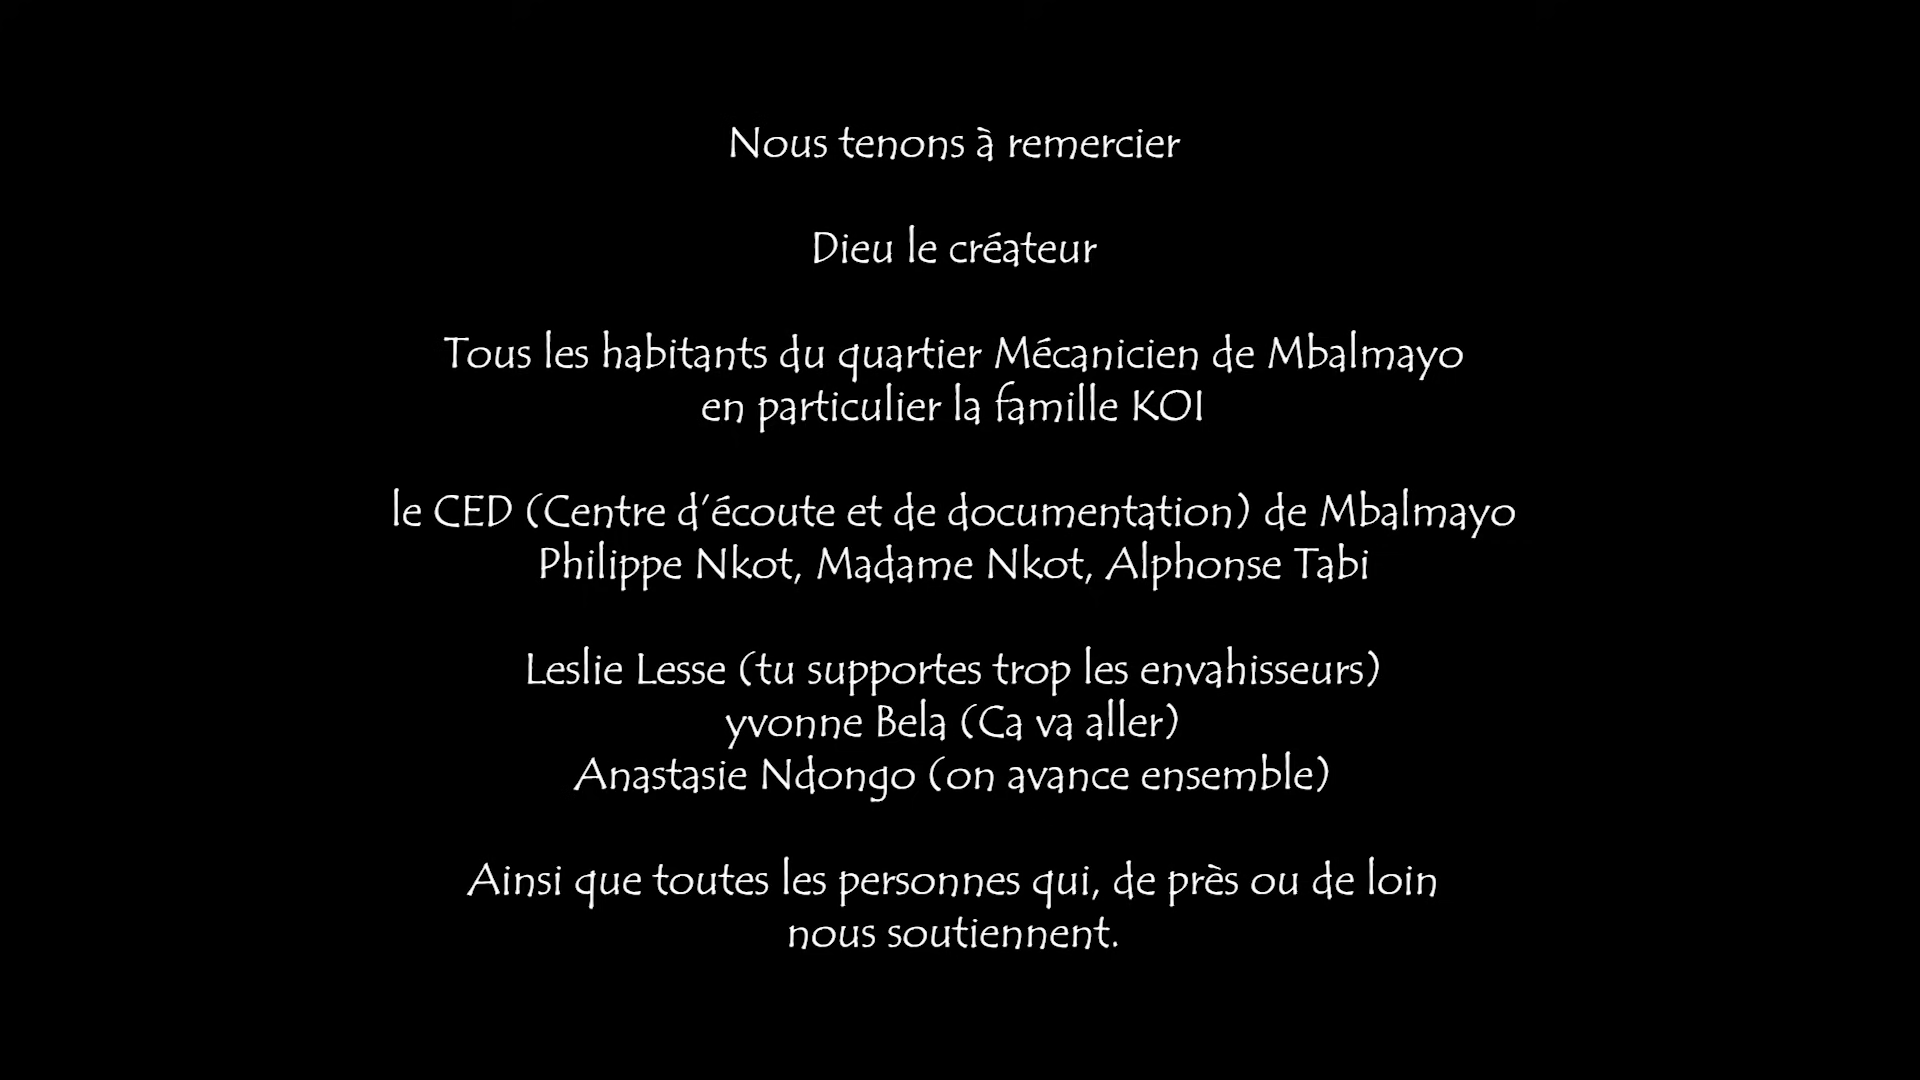 Nous tenons à remercier
Dieu le créateur
Tous les habitants du quartier Mécanicien de Mbalmayo
en particulier la famille KOI
le CED (Centre d'écoute et de documentation) de Mbalmayo
Philippe Nkot, Madame Nkot, Alphonse Tabi
Leslie Lesse (tu supportes trop les envahisseurs)
yvonne Bela (Ca va aller)
Anastasie Ndongo (on avance ensemble)
Ainsi que toutes les personnes qui, de près ou de loin
nous soutiennent.